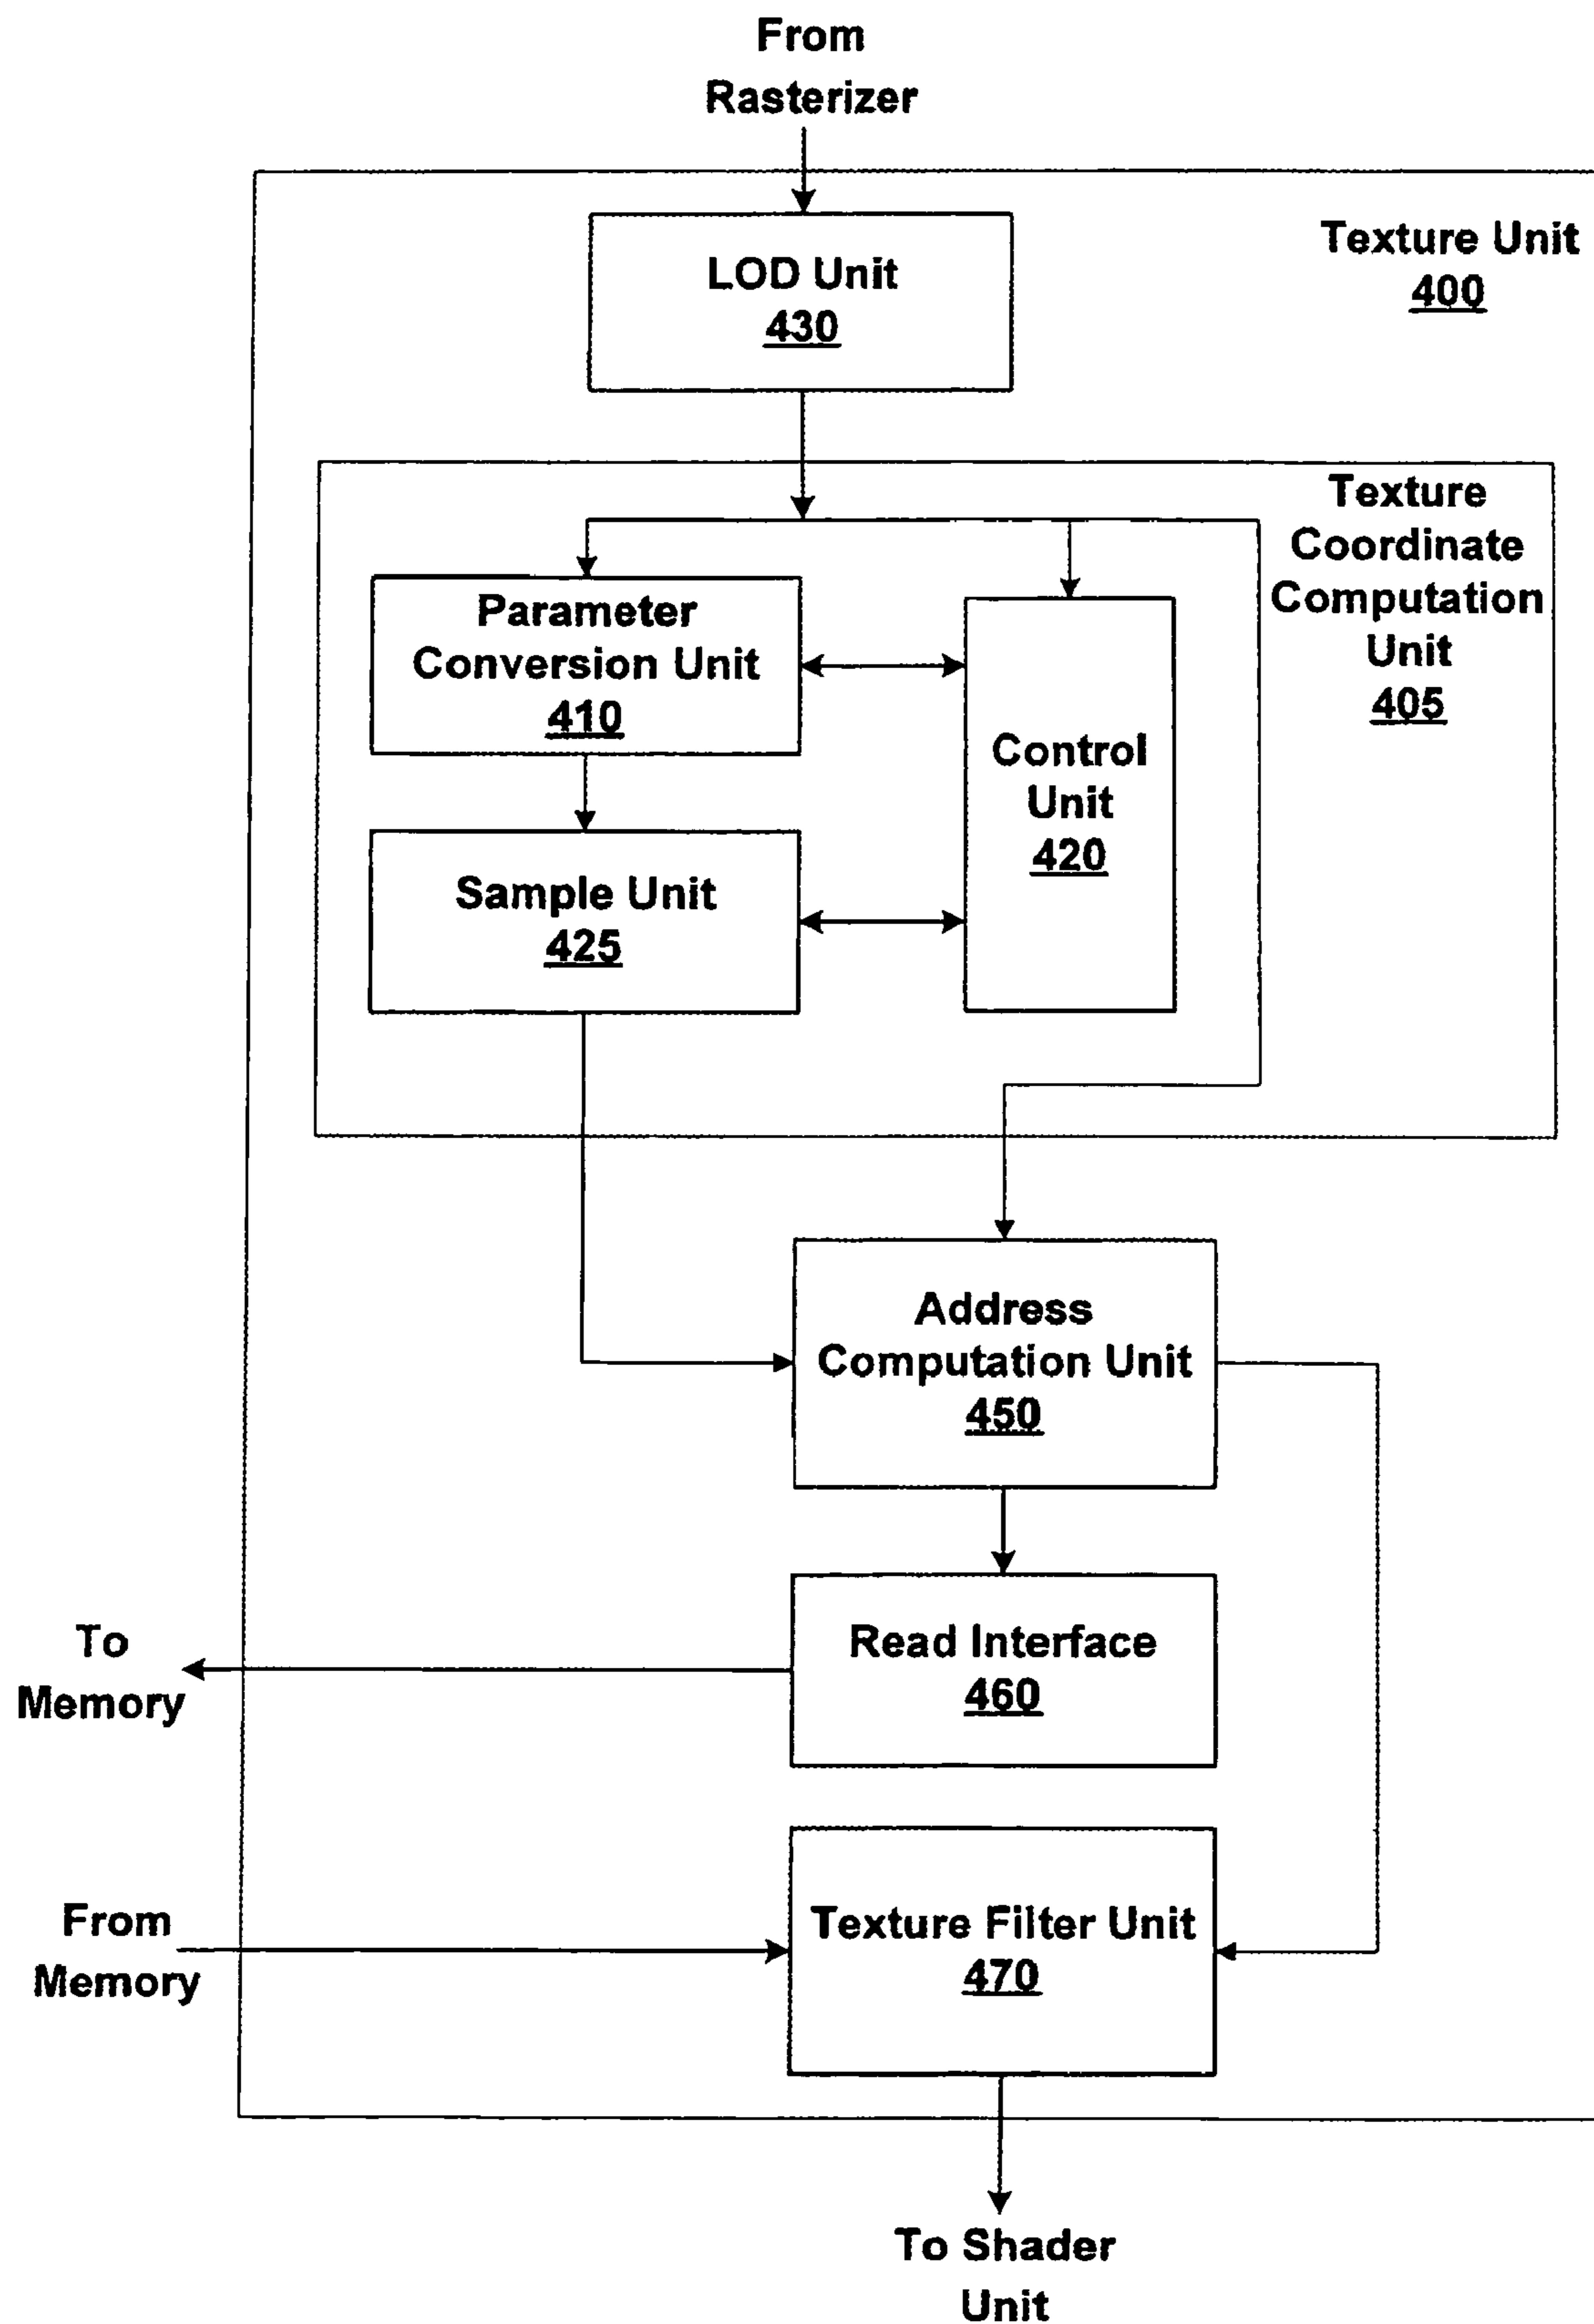 From
Rasterizer
LOD Unit
430
Texture Unit
400
Texture
Coordinate
Computation
Unit
405
Parameter
Conversion Unit
410
Control
Unit
420
Sample Unit
425
Address
Computation Unit
450
Read Interface
460
To
Memory
Texture Filter Unit
470
From
Memory
To Shader
Unit